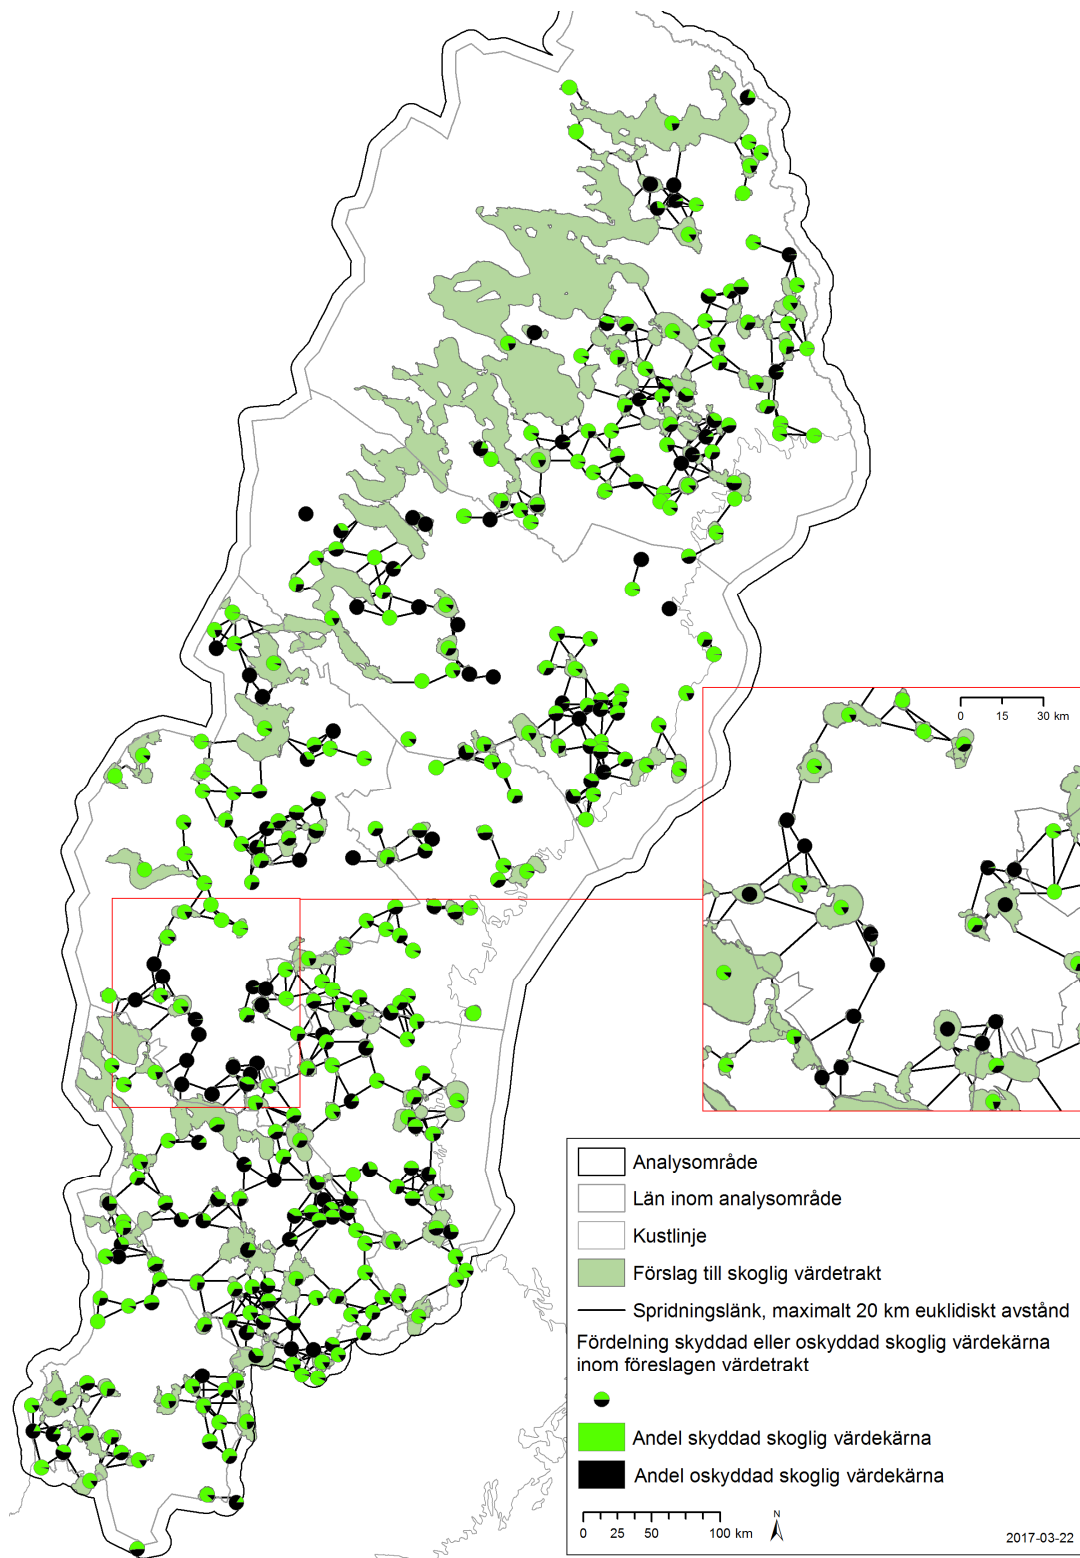 0 15 30 km
Analysområde
Län inom analysområde
Kustlinje
Förslag till skoglig värdetrakt
Spridningslänk, maximalt 20 km euklidiskt avstånd
Fördelning skyddad eller oskyddad skoglig värdekärna
inom föreslagen värdetrakt
Andel skyddad skoglig värdekärna
Andel oskyddad skoglig värdekärna
N
0 25 50 100 km
2017-03-22